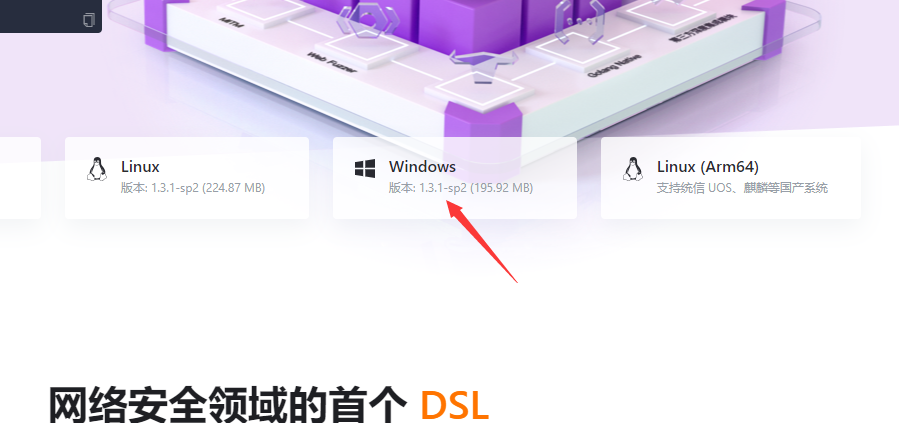 MITM
Web Fuzzer
Golang Native
Linux
版本: 1.3.1-sp2 (224.87 MB)
Windows
版本: 1.3.1-sp2 (195.92 MB)
Linux (Arm64)
支持统信 UOS、麒麟等国产系统
网络安全领域的首个 DSL